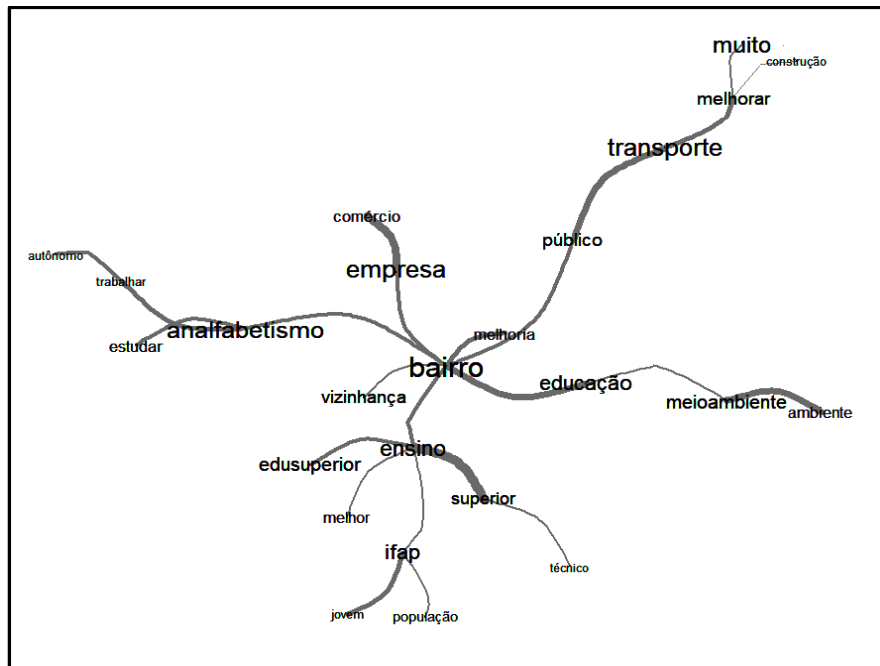 muito
construção
melhorar
transporte
comércio
público
autônomo
empresa
trabalhar
analfabetismo
melhoria
estudar
bairro
educação
vizinhança
meioambiente
ambiente
ensino
edusuperior
superior
melhor
ifap
técnico
jovem
população